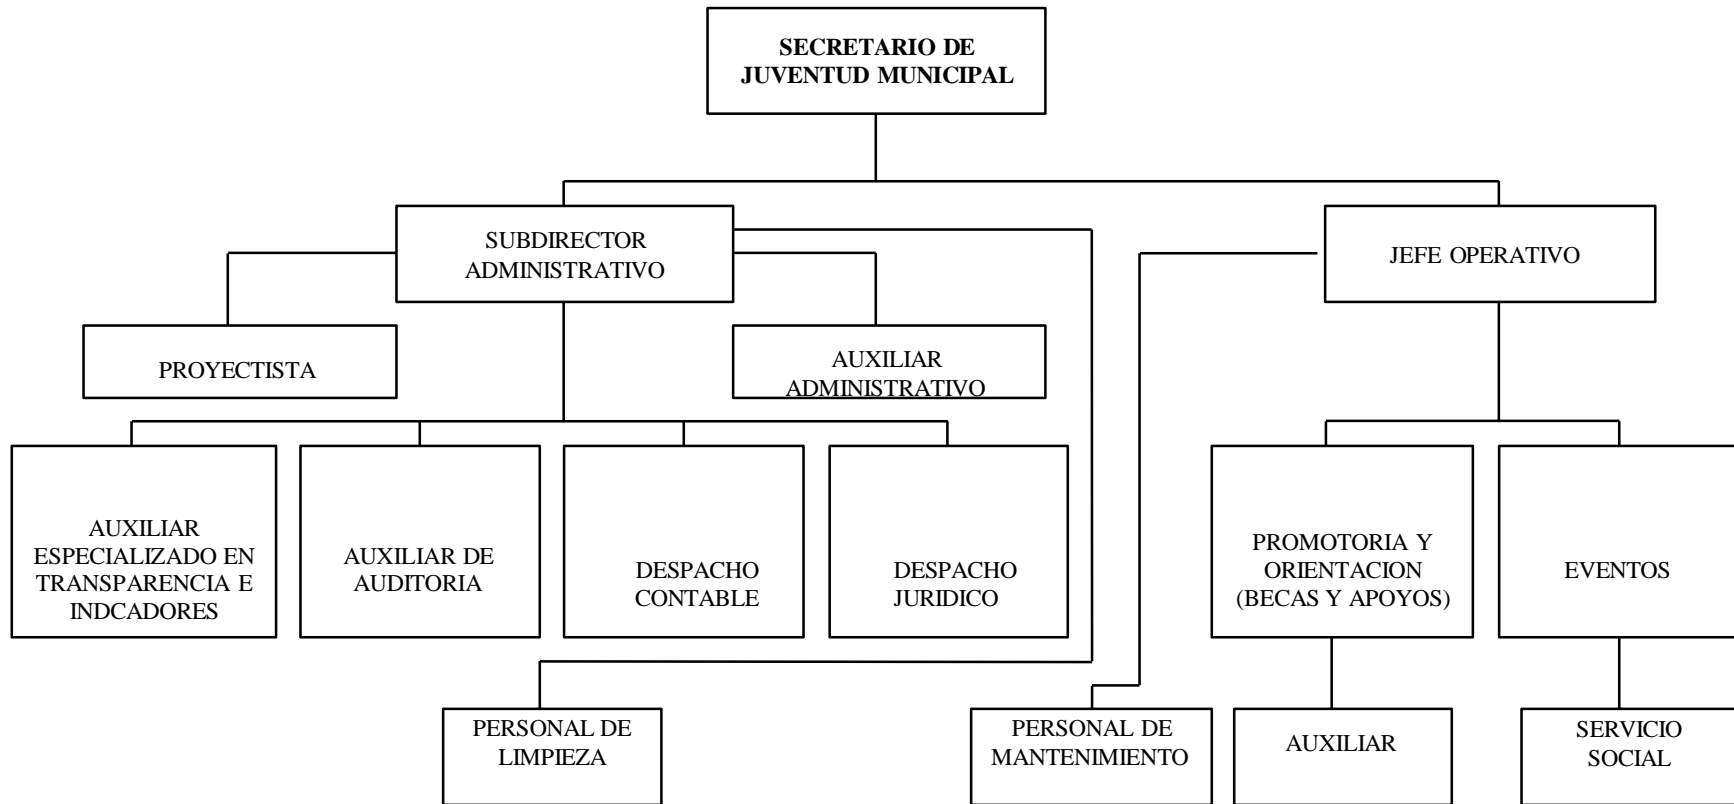 SECRETARIO DE
JUVENTUD MUNICIPAL
SUBDIRECTOR
ADMINISTRATIVO
JEFE OPERATIVO
PROYECTISTA
AUXILIAR
ADMINISTRATIVO
AUXILIAR
ESPECIALIZADO EN
TRANSPARENCIA E
INDCADORES
AUXILIAR DE
AUDITORIA
DESPACHO
CONTABLE
DESPACHO
JURIDICO
PROMOTORIA Y
ORIENTACION
(BECAS Y APOYOS)
EVENTOS
PERSONAL DE
LIMPIEZA
PERSONAL DE
MANTENIMIENTO
AUXILIAR
SERVICIO
SOCIAL